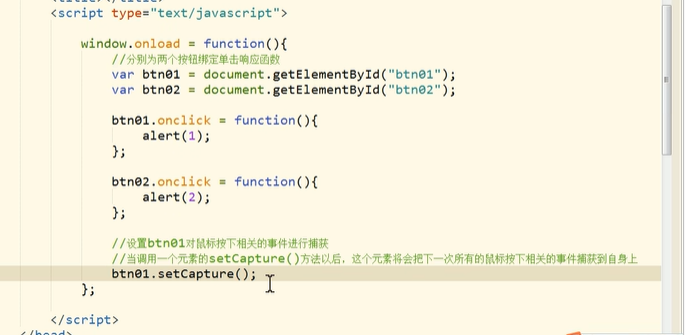 <script type="text/javascript">
window.onload = function(){
//分别为两个按钮绑定单击响应函数
var btn01 = document.getElementById("btn01");
var btn02 = document.getElementById("btn02");
btn01.onclick = function(){
alert(1);
};
btn02.onclick = function(){
alert(2);
};
//设置btn01对鼠标按下相关的事件进行捕获
//当调用一个元素的setCapture()方法以后，这个元素将会把下一次所有的鼠标按下相关的事件捕获到自身上
btn01.setCapture();
};
</script>